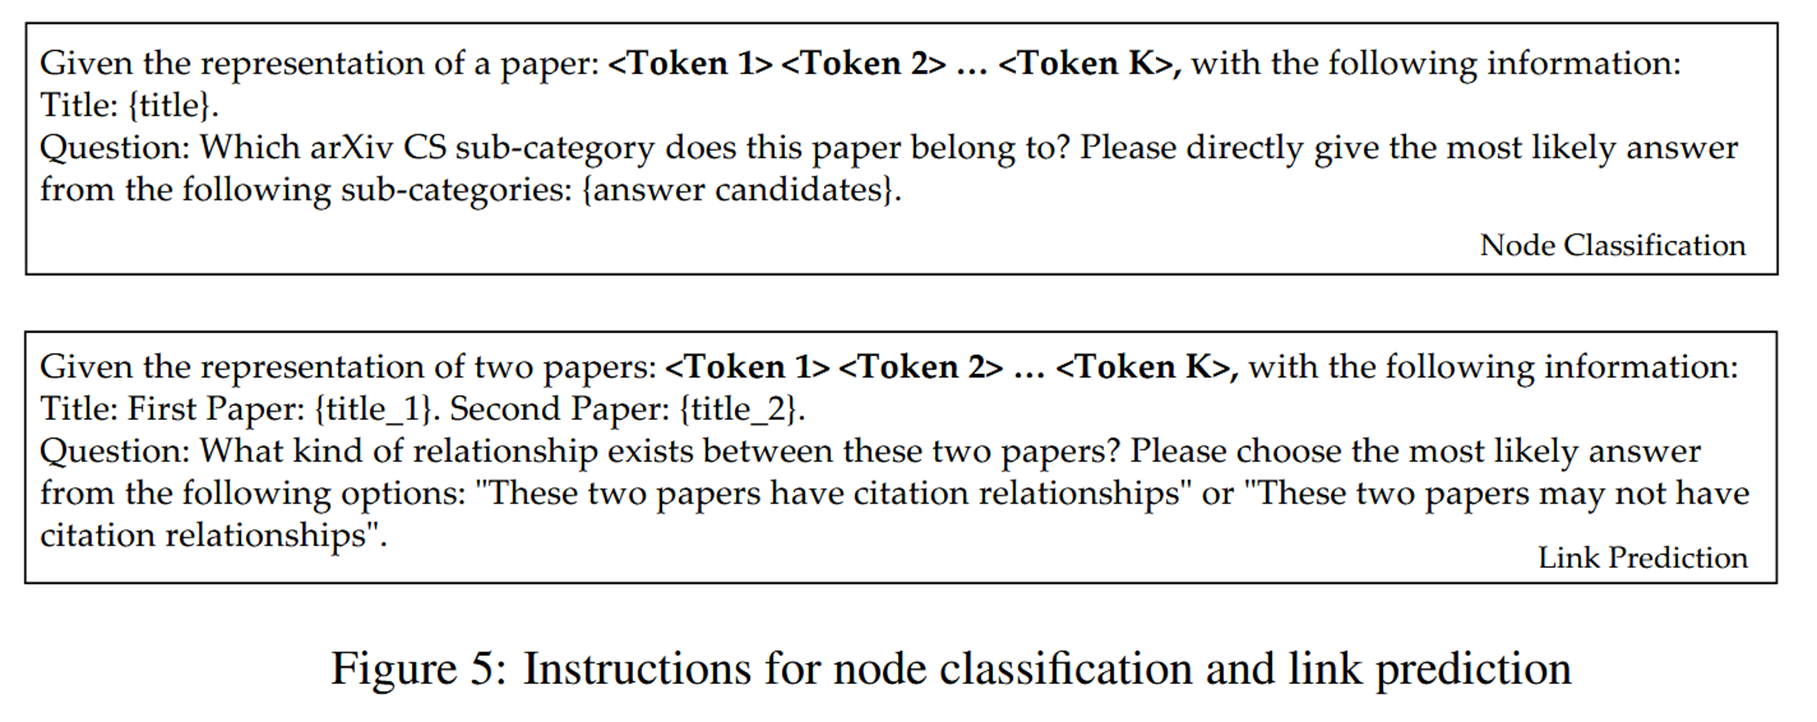 Given the representation of a paper: <Token 1> <Token 2> ... <Token K>, with the following information:
Title: {title}.
Question: Which arXiv CS sub-category does this paper belong to? Please directly give the most likely answer
from the following sub-categories: {answer candidates}.
Node Classification
Given the representation of two papers: <Token 1> <Token 2> ... <Token K>, with the following information:
Title: First Paper: {title_1}. Second Paper: {title_2}.
Question: What kind of relationship exists between these two papers? Please choose the most likely answer
from the following options: "These two papers have citation relationships" or "These two papers may not have
citation relationships".
Link Prediction
Figure 5: Instructions for node classification and link prediction